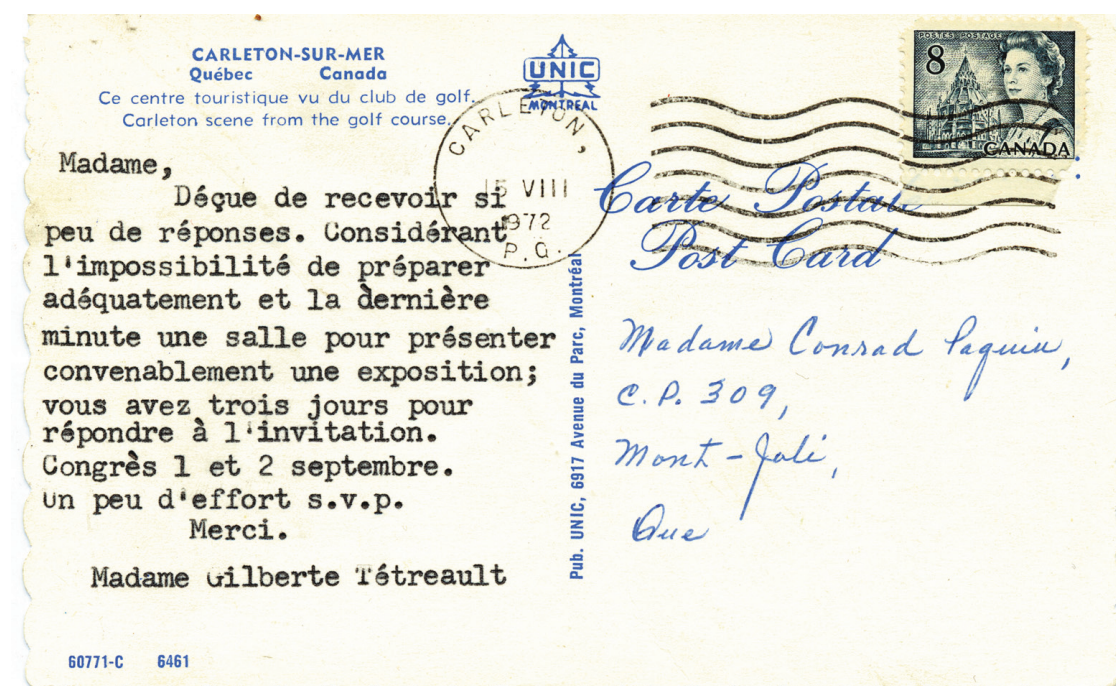 CARLETON-SUR-MER
Québec Canada
Ce centre touristique vu du club de golf.
Carleton scene from the golf course.
UNIC
MONTREAL
CARLETON,
15 VIII
1972
P.Q.
POSTES POSTAGE
8
CANADA
Carte Postale
Post Card
Madame,
Déçue de recevoir si
peu de réponses. Considérant
l'impossibilité de préparer
adéquatement et la dernière
minute une salle pour présenter
convenablement une exposition;
vous avez trois jours pour
répondre à l'invitation.
Congrès 1 et 2 septembre.
Un peu d'effort s.v.p.
Merci.
Madame Gilberte Tétreault
Pub. UNIC, 6917 Avenue du Parc, Montréal
Madame Conrad Paquin,
C.P. 309,
Mont-Joli,
Que
60771-C 6461